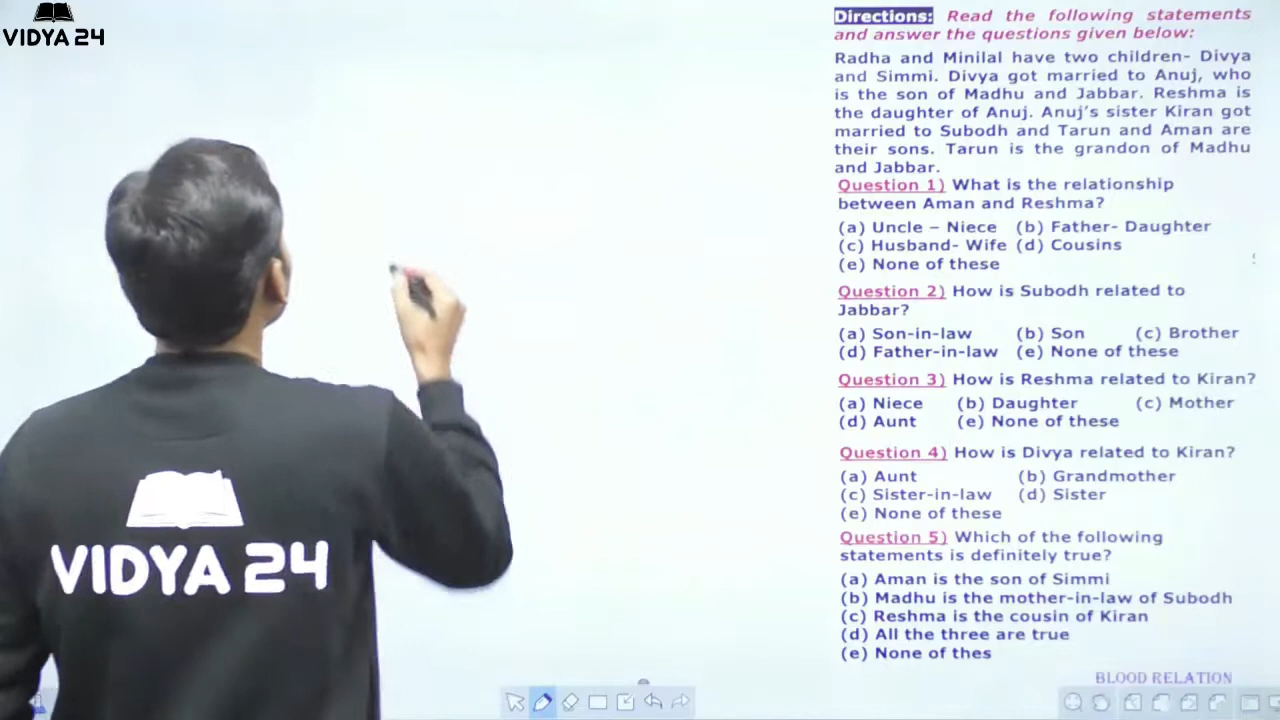 VIDYA 24
Directions: Read the following statements
and answer the questions given below:
Radha and Minilal have two children- Divya
and Simmi. Divya got married to Anuj, who
is the son of Madhu and Jabbar. Reshma is
the daughter of Anuj. Anuj's sister Kiran got
married to Subodh and Tarun and Aman are
their sons. Tarun is the grandon of Madhu
and Jabbar.
Question 1) What is the relationship
between Aman and Reshma?
(a) Uncle – Niece (b) Father- Daughter
(c) Husband- Wife (d) Cousins
(e) None of these
Question 2) How is Subodh related to
Jabbar?
(a) Son-in-law (b) Son (c) Brother
(d) Father-in-law (e) None of these
Question 3) How is Reshma related to Kiran?
(a) Niece (b) Daughter (c) Mother
(d) Aunt (e) None of these
Question 4) How is Divya related to Kiran?
(a) Aunt (b) Grandmother
(c) Sister-in-law (d) Sister
(e) None of these
Question 5) Which of the following
statements is definitely true?
(a) Aman is the son of Simmi
(b) Madhu is the mother-in-law of Subodh
(c) Reshma is the cousin of Kiran
(d) All the three are true
(e) None of thes
BLOOD RELATION
VIDYA 24